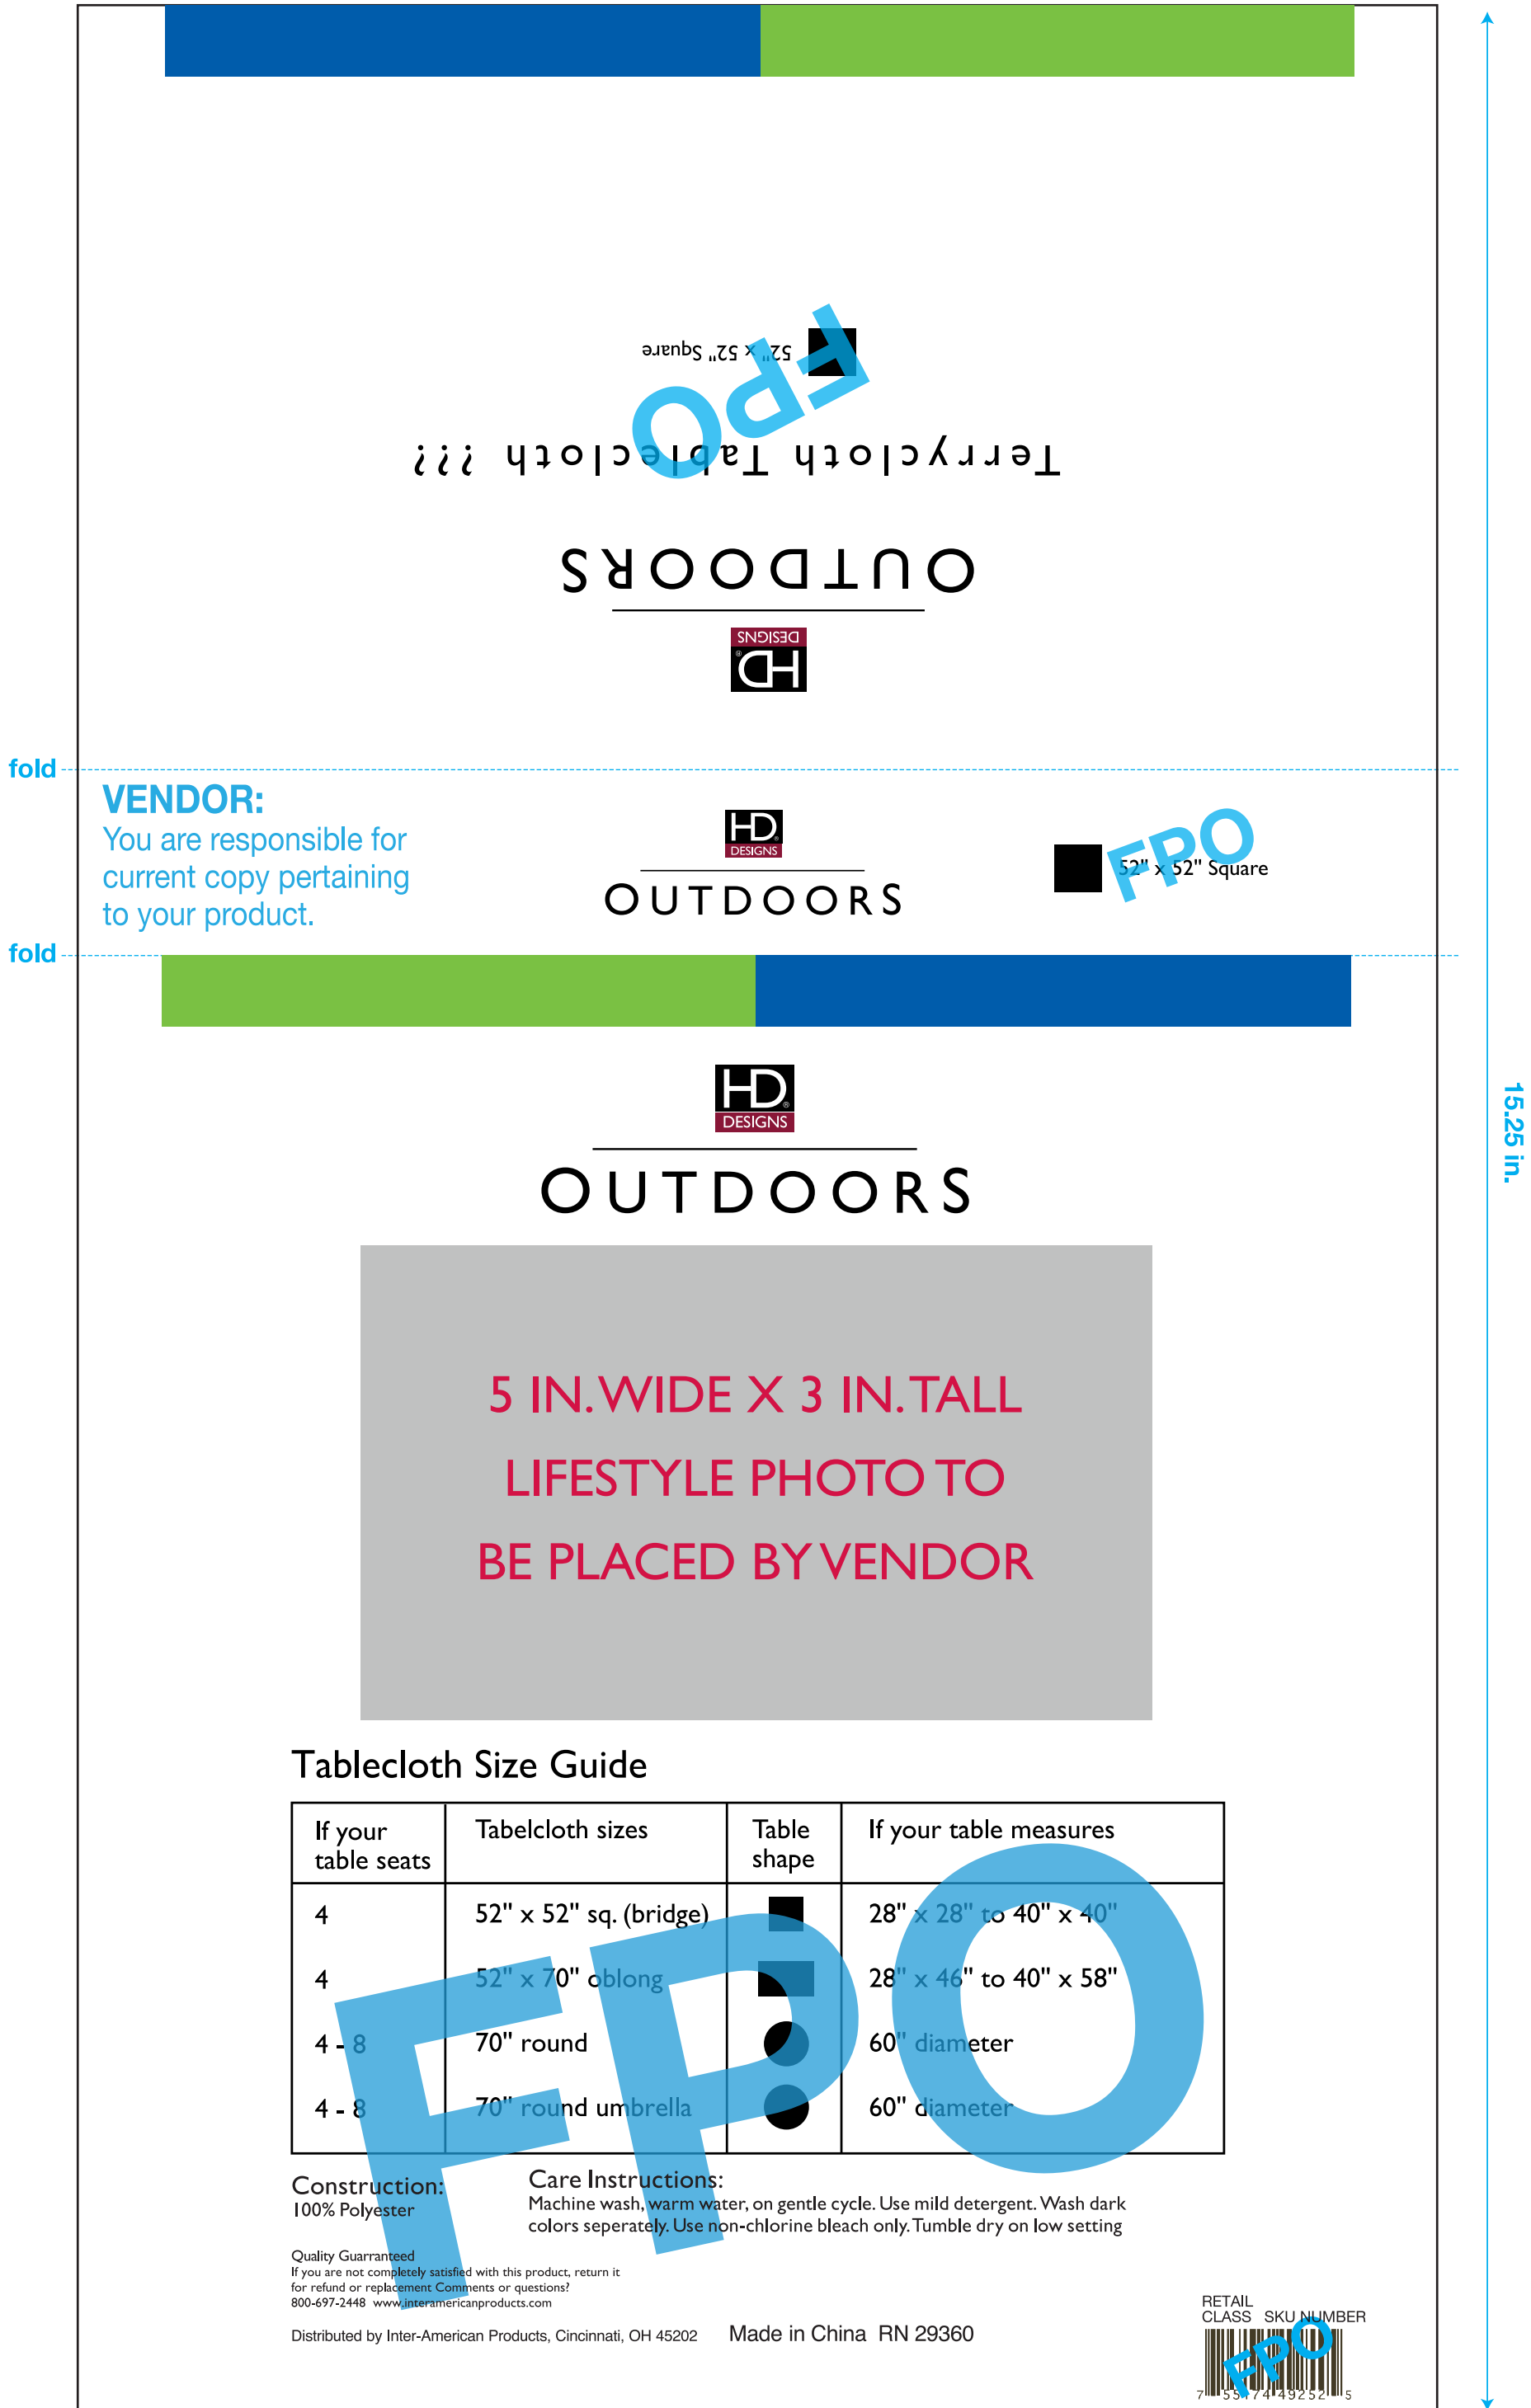 52" x 52" Square
FPO
Terrycloth Tablecloth ???
OUTDOORS
HD®
DESIGNS
fold
VENDOR:
You are responsible for
current copy pertaining
to your product.
HD®
DESIGNS
OUTDOORS
52" x 52" Square
FPO
fold
HD®
DESIGNS
OUTDOORS
15.25 in.
5 IN. WIDE X 3 IN. TALL
LIFESTYLE PHOTO TO
BE PLACED BY VENDOR
Tablecloth Size Guide
If your table seats Tabelcloth sizes Table shape If your table measures
4 52" x 52" sq. (bridge) 28" x 28" to 40" x 40"
4 52" x 70" oblong 28" x 46" to 40" x 58"
4 - 8 70" round 60" diameter
4 - 8 70" round umbrella 60" diameter
FPO
Construction:
100% Polyester
Care Instructions:
Machine wash, warm water, on gentle cycle. Use mild detergent. Wash dark
colors seperately. Use non-chlorine bleach only. Tumble dry on low setting
Quality Guarranteed
If you are not completely satisfied with this product, return it
for refund or replacement Comments or questions?
800-697-2448 www.interamericanproducts.com
Distributed by Inter-American Products, Cincinnati, OH 45202 Made in China RN 29360
RETAIL
CLASS SKU NUMBER
FPO
49252 5